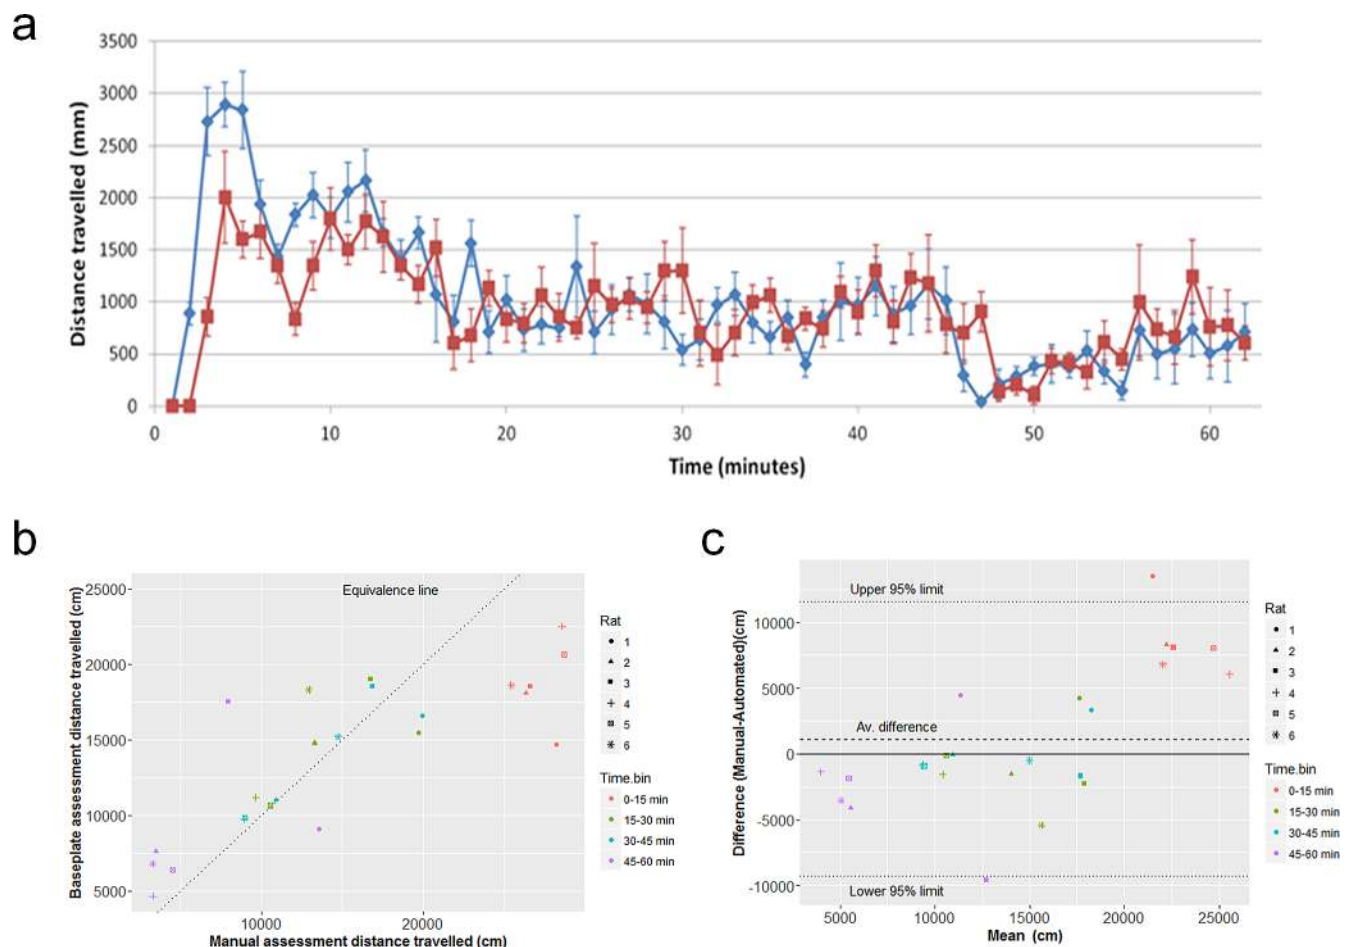 a
3500
3000
2500
2000
1500
1000
500
0
Distance travelled (mm)
0 10 20 30 40 50 60
Time (minutes)
b
25000
20000
15000
10000
5000
Baseplate assessment distance travelled (cm)
Equivalence line
10000 20000
Manual assessment distance travelled (cm)
Rat
1
2
3
4
5
6
Time.bin
0-15 min
15-30 min
30-45 min
45-60 min
c
10000
5000
0
-5000
-10000
Difference (Manual-Automated)(cm)
Upper 95% limit
Av. difference
Lower 95% limit
5000 10000 15000 20000 25000
Mean (cm)
Rat
1
2
3
4
5
6
Time.bin
0-15 min
15-30 min
30-45 min
45-60 min